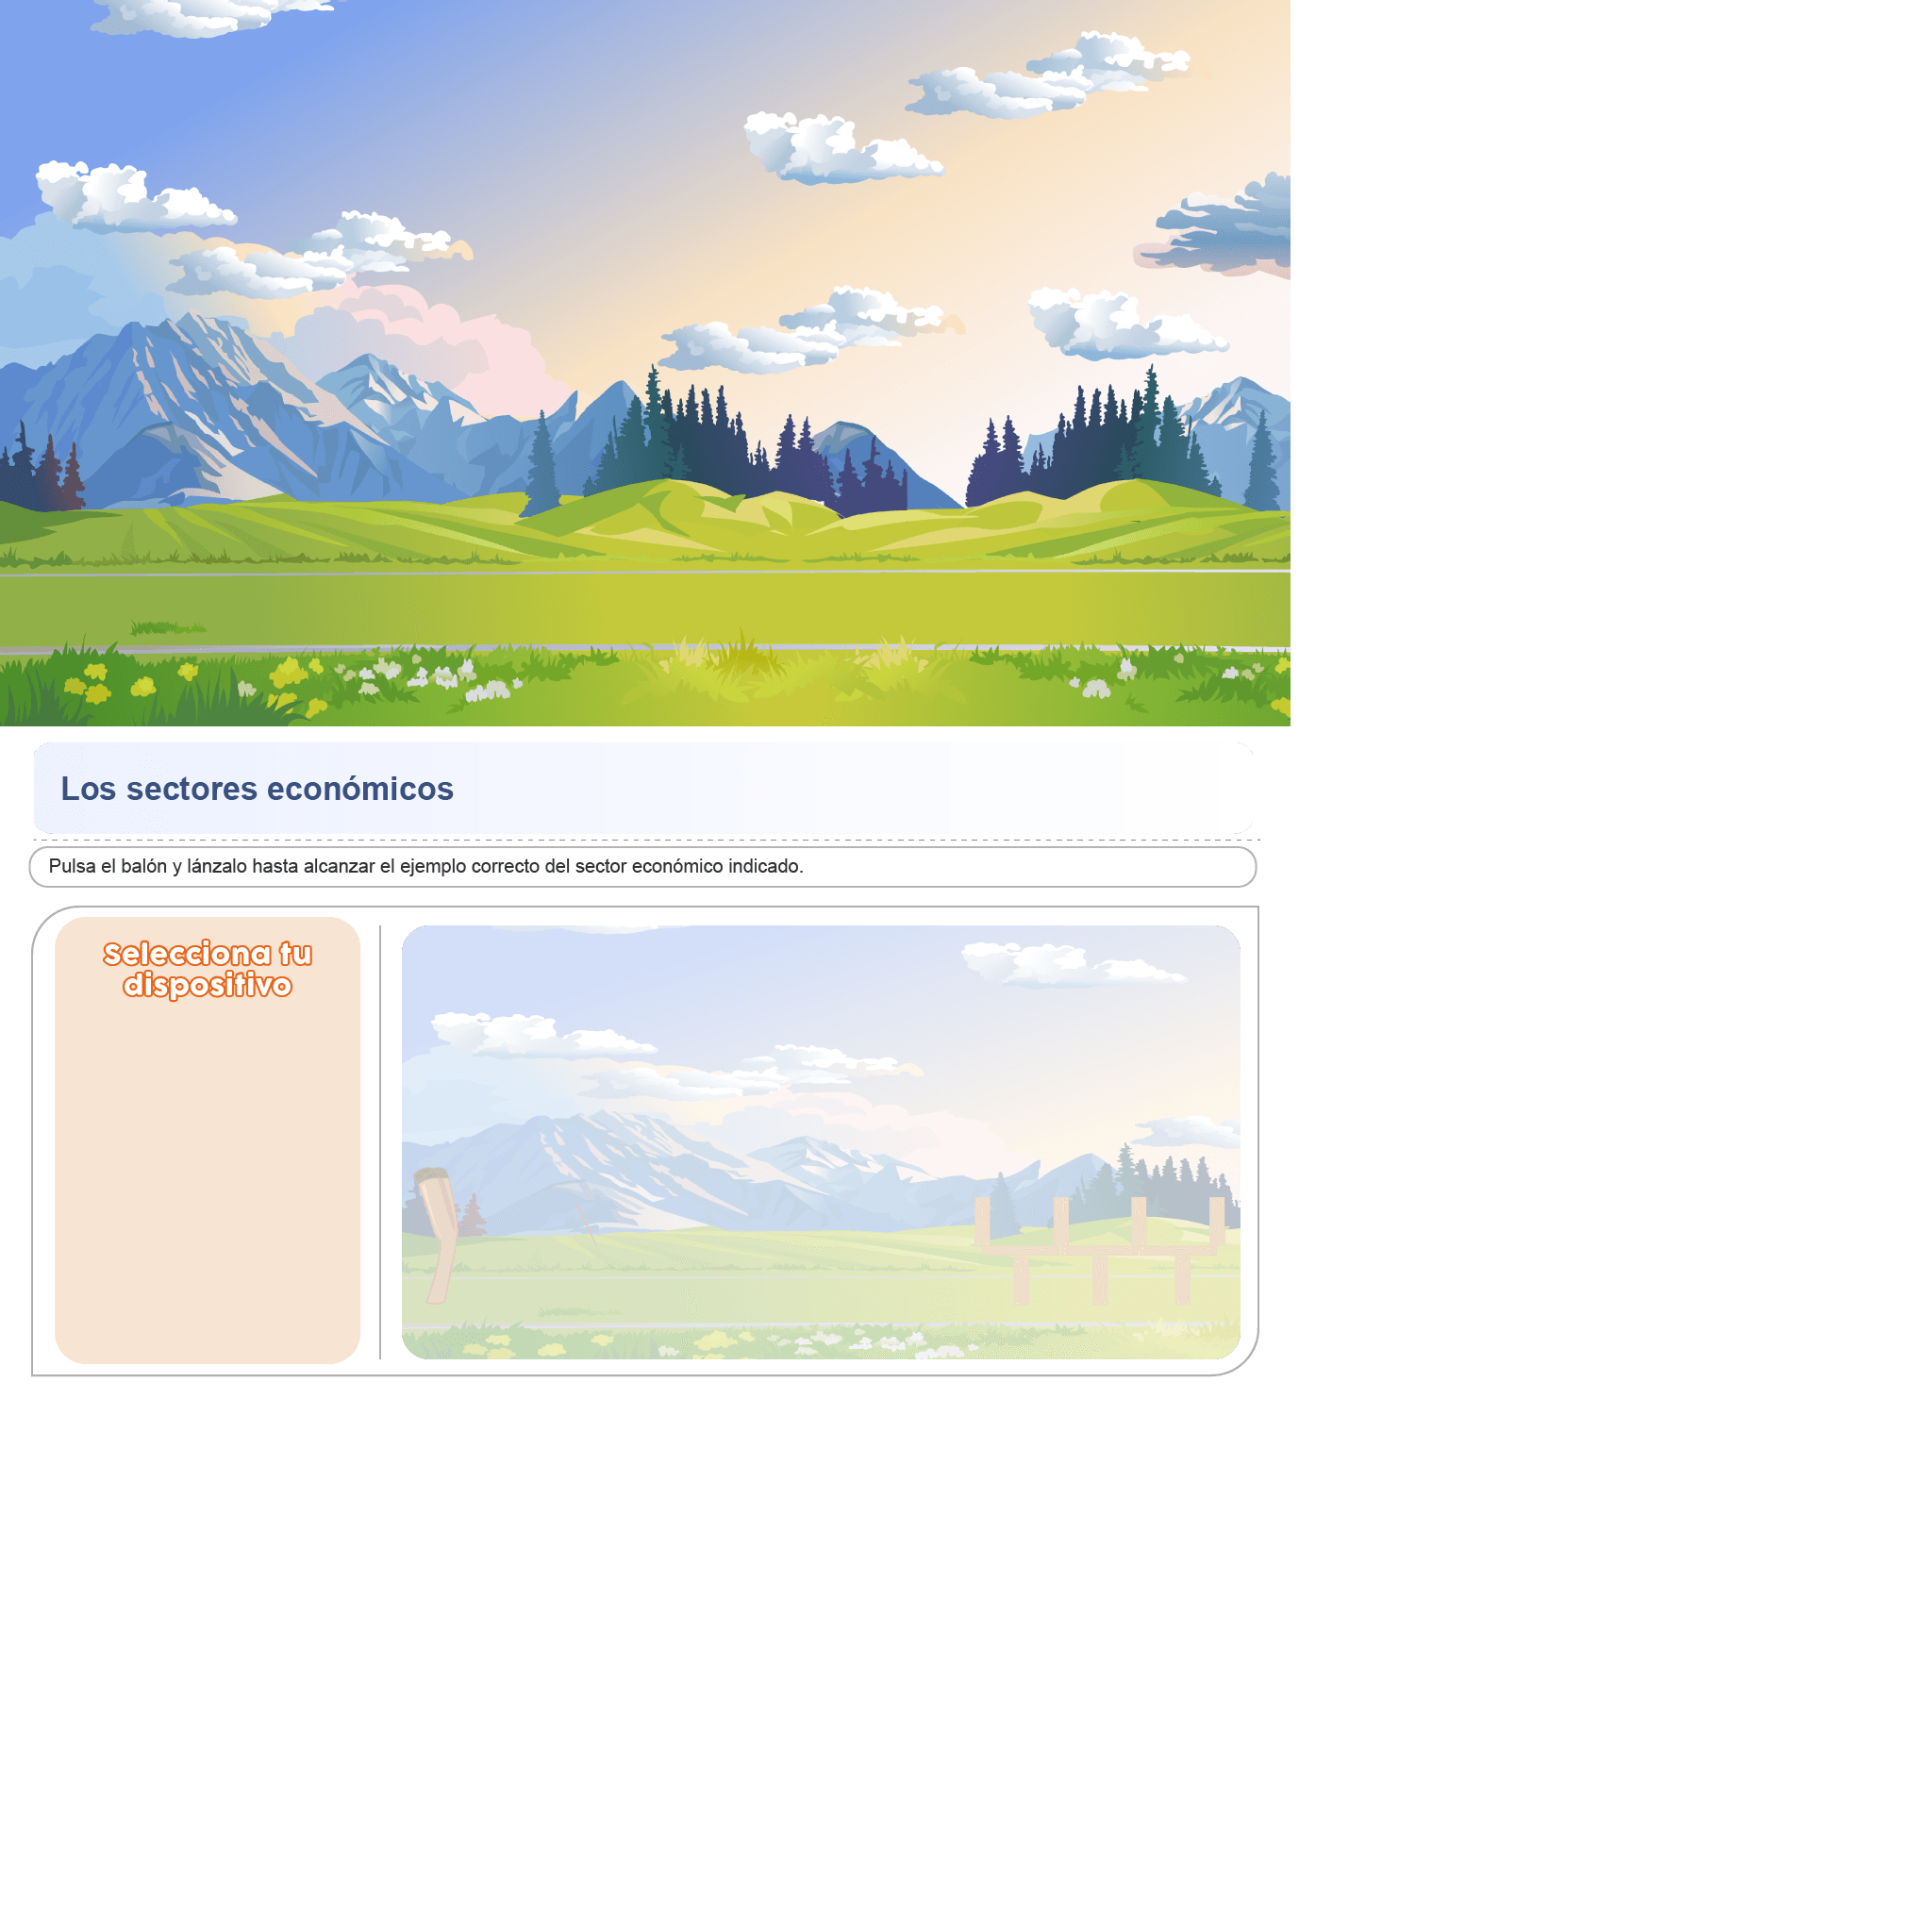 Los sectores económicos
Pulsa el balón y lánzalo hasta alcanzar el ejemplo correcto del sector económico indicado.
Selecciona tu
dispositivo